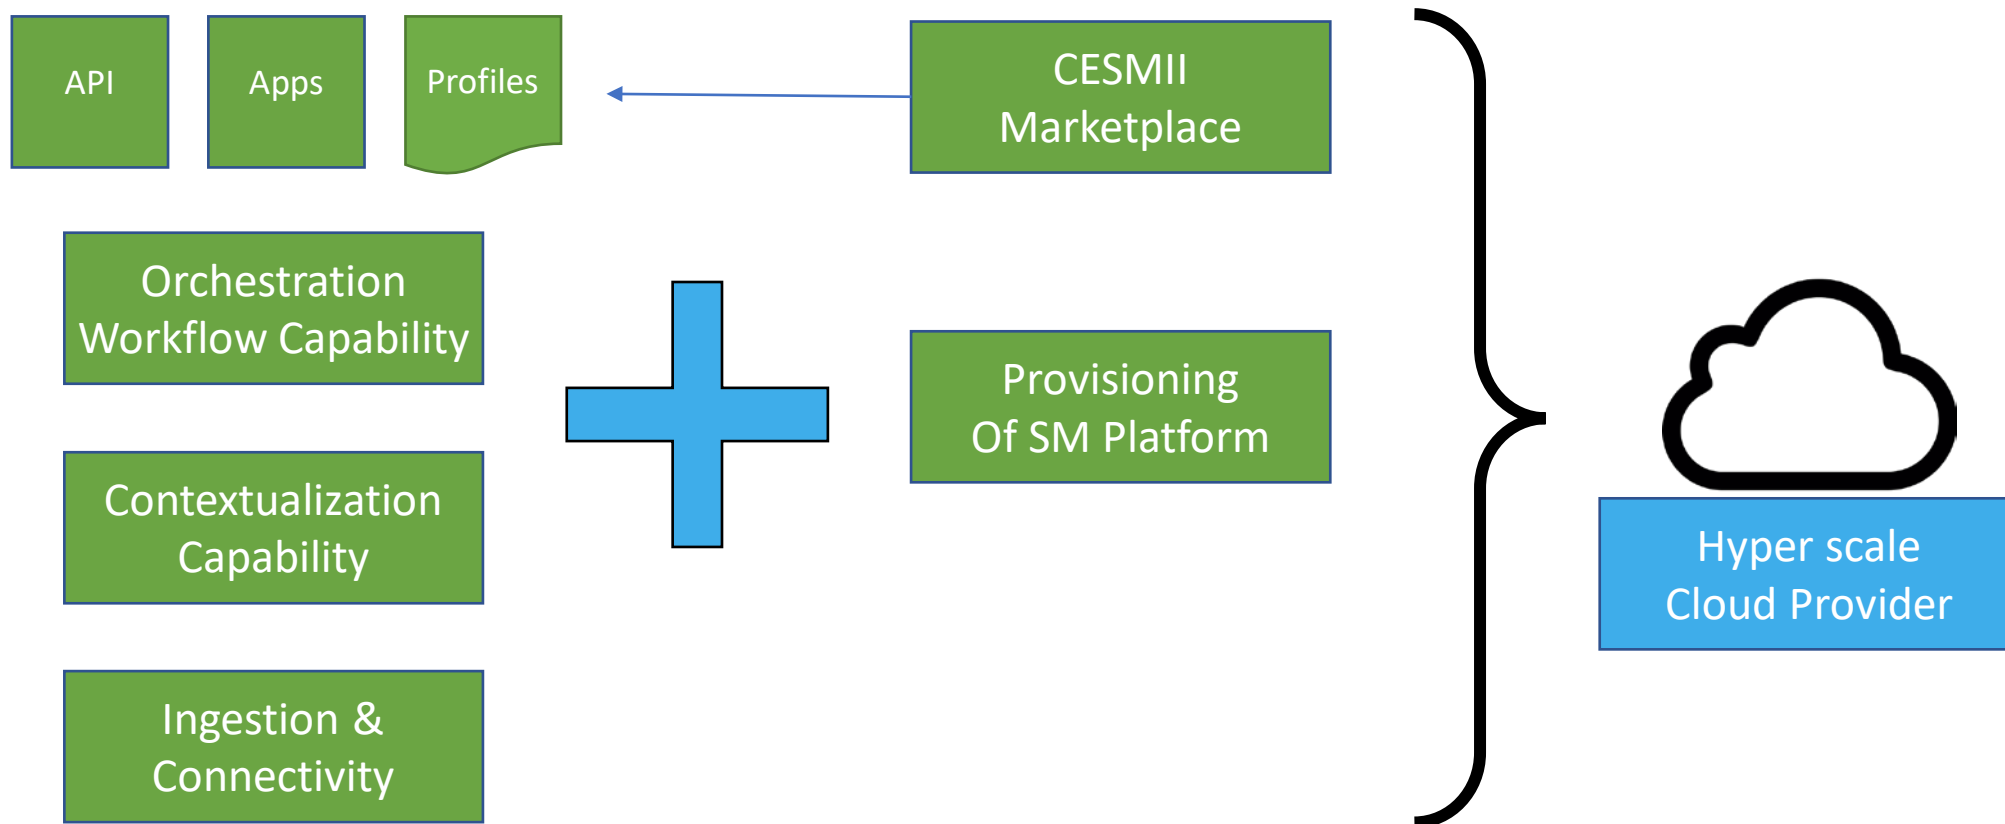 API
Apps
Profiles
CESMII
Marketplace
Orchestration
Workflow Capability
Provisioning
Of SM Platform
Contextualization
Capability
Hyper scale
Cloud Provider
Ingestion &
Connectivity